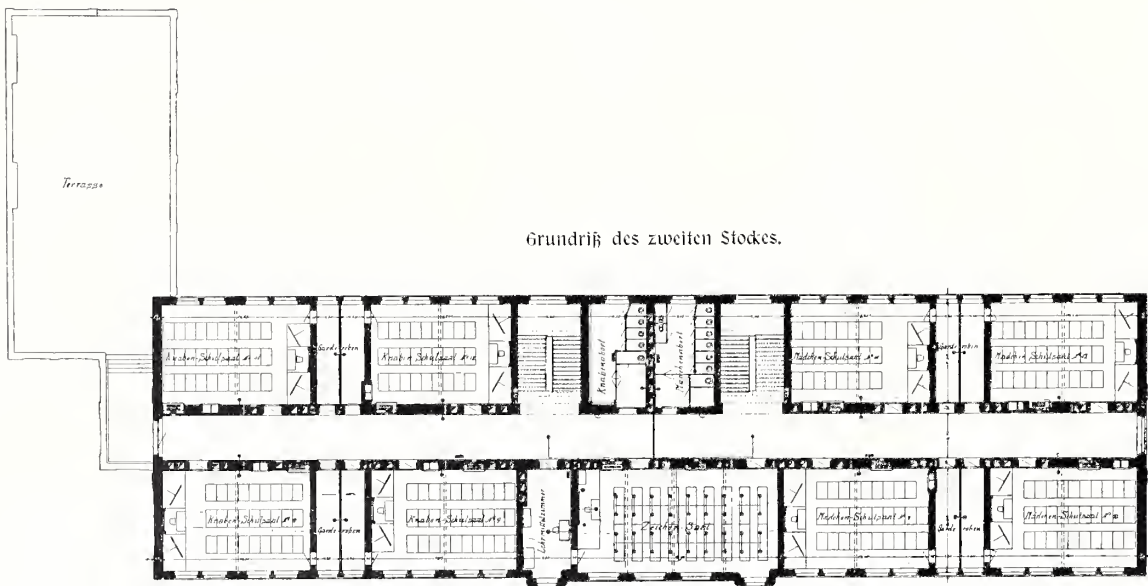 Terrasse
Grundriß des zweiten Stockes.
Knaben-Schulsaal
Garderoben
Knaben-Schulsaal
Knabenabort
Mädchenabort
Mädchen-Schulsaal
Garderoben
Mädchen-Schulsaal
Knaben-Schulsaal
Garderoben
Knaben-Schulsaal
Lehrmittelzimmer
Zeichen-Saal
Mädchen-Schulsaal
Garderoben
Mädchen-Schulsaal